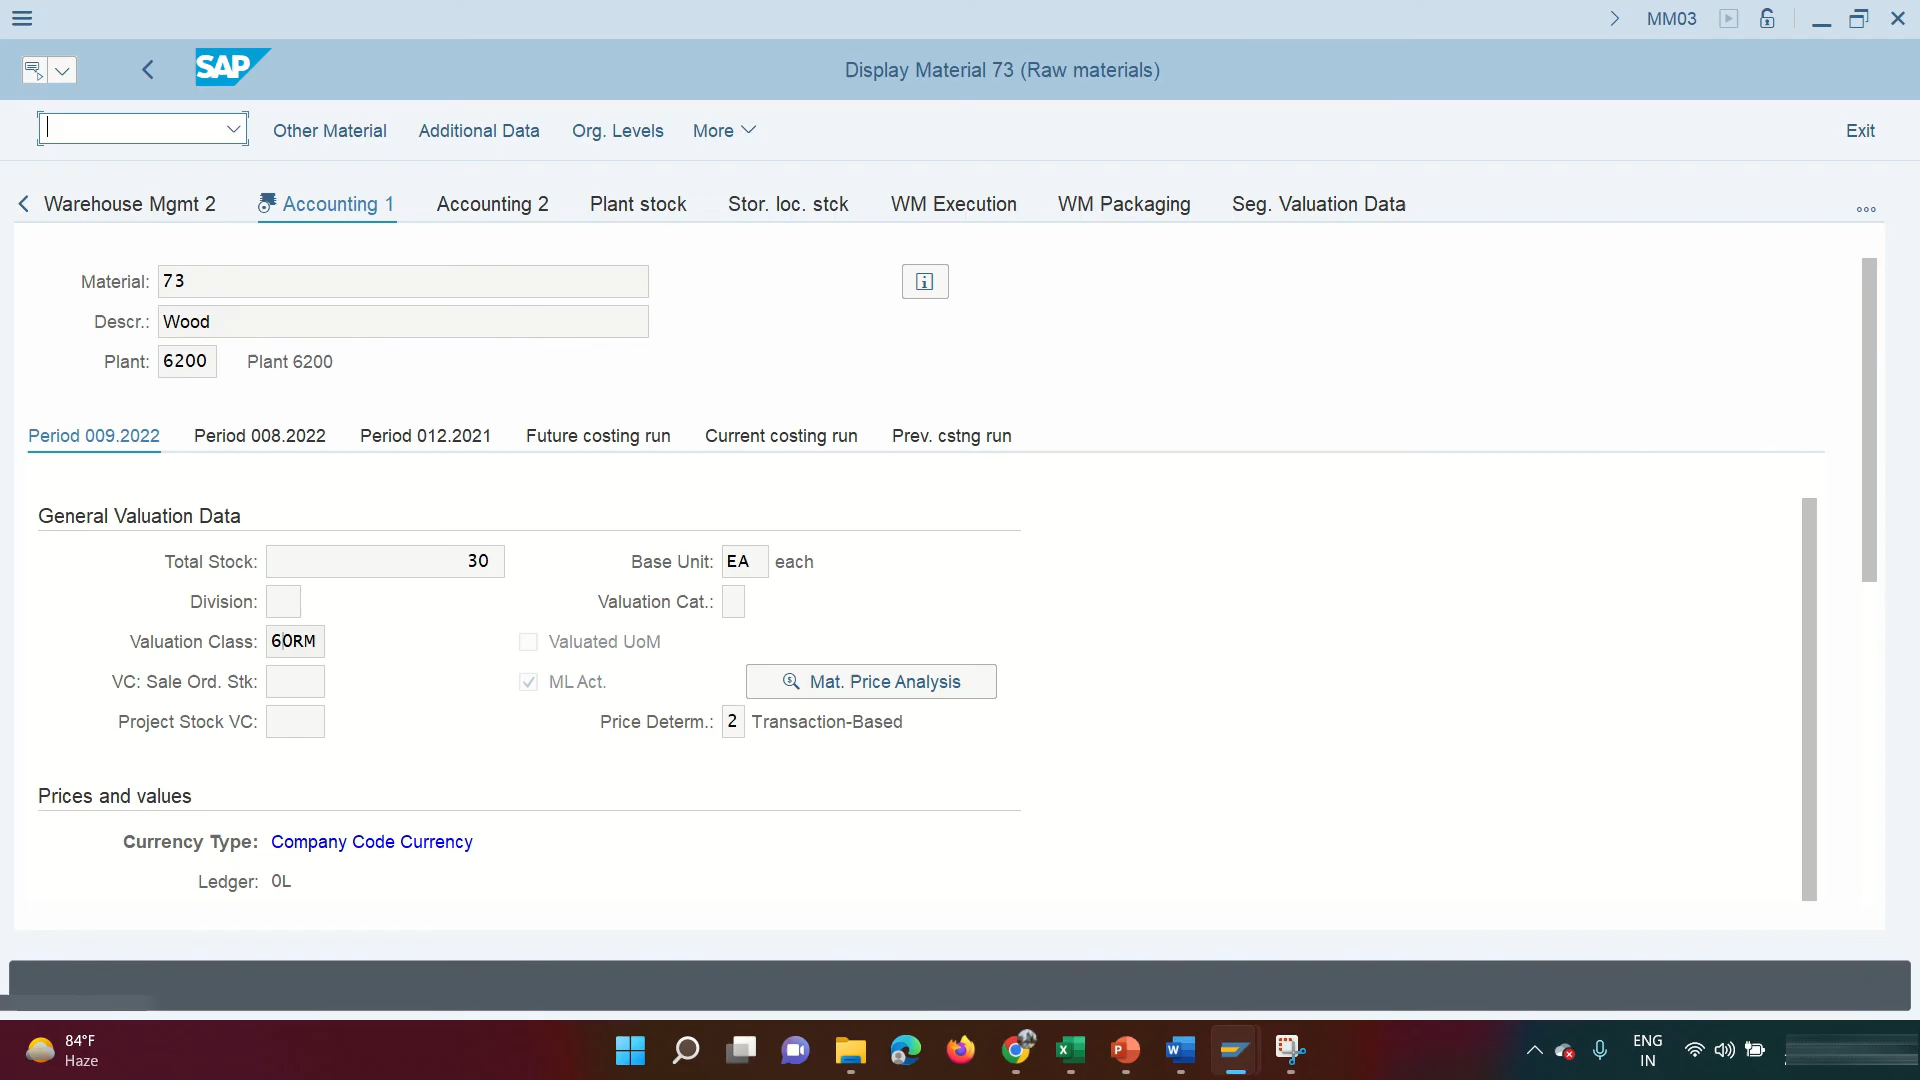 MM03
SAP
Display Material 73 (Raw materials)
Other Material Additional Data Org. Levels More Exit
Warehouse Mgmt 2 Accounting 1 Accounting 2 Plant stock Stor. loc. stck WM Execution WM Packaging Seg. Valuation Data
Material: 73
Descr.: Wood
Plant: 6200 Plant 6200
Period 009.2022 Period 008.2022 Period 012.2021 Future costing run Current costing run Prev. cstng run
General Valuation Data
Total Stock: 30 Base Unit: EA each
Division: Valuation Cat.:
Valuation Class: 60RM Valuated UoM
VC: Sale Ord. Stk: ML Act. Mat. Price Analysis
Project Stock VC: Price Determ.: 2 Transaction-Based
Prices and values
Currency Type: Company Code Currency
Ledger: 0L
84°F
Haze
ENG
IN